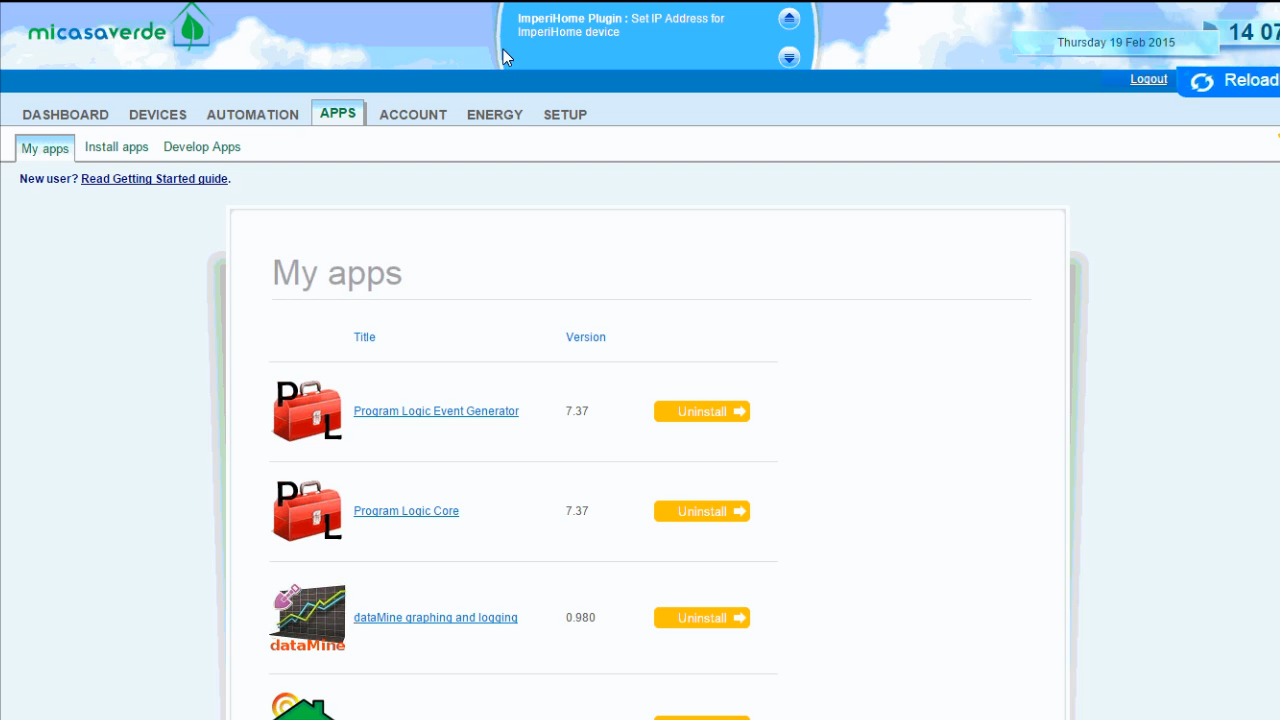 micasaverde
ImperiHome Plugin : Set IP Address for
ImperiHome device
Thursday 19 Feb 2015
14 07
Logout
Reload
DASHBOARD DEVICES AUTOMATION APPS ACCOUNT ENERGY SETUP
My apps Install apps Develop Apps
New user? Read Getting Started guide.
My apps
Title Version
P L
Program Logic Event Generator 7.37 Uninstall
P L
Program Logic Core 7.37 Uninstall
dataMine graphing and logging 0.980 Uninstall
dataMine